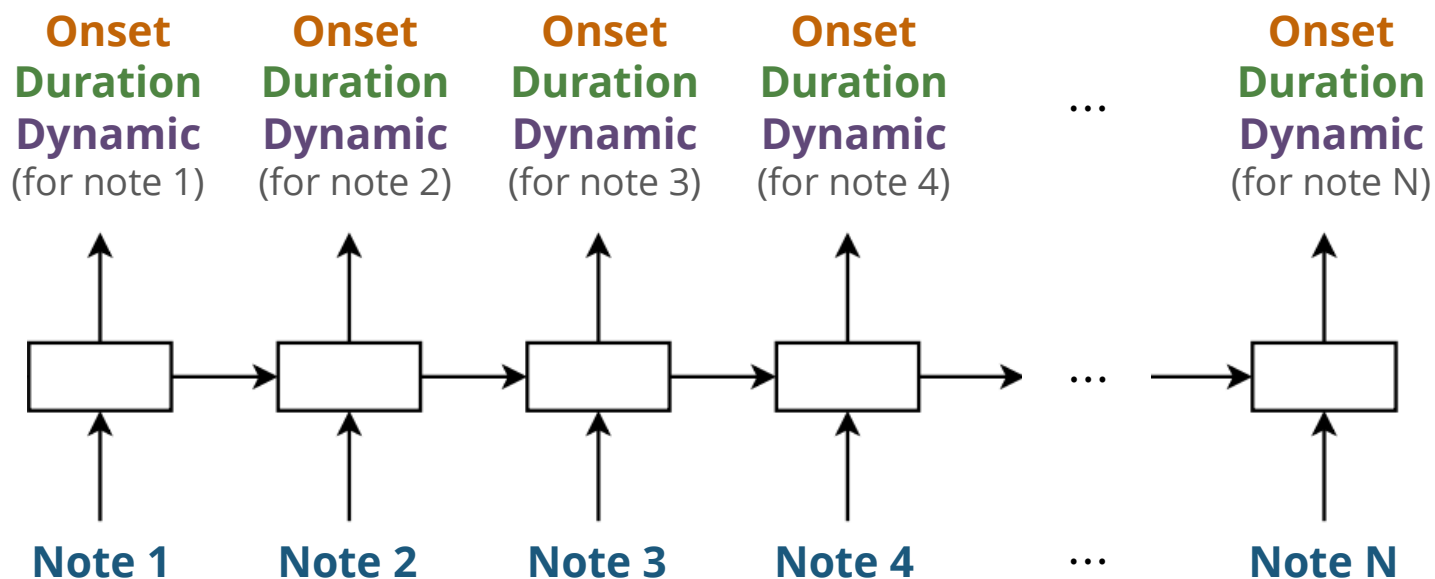 Onset Onset Onset Onset Onset
Duration Duration Duration Duration ... Duration
Dynamic Dynamic Dynamic Dynamic Dynamic
(for note 1) (for note 2) (for note 3) (for note 4) (for note N)
...
Note 1 Note 2 Note 3 Note 4 ... Note N